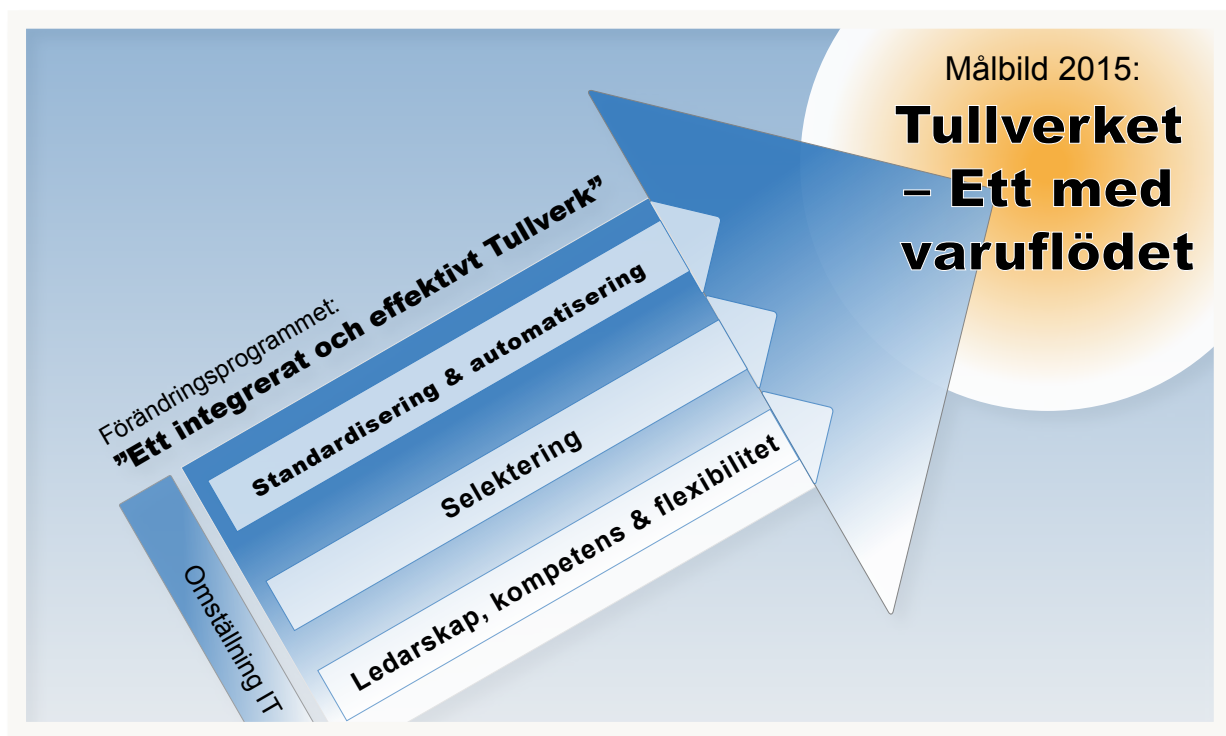 Målbild 2015:
Tullverket
– Ett med
varuflödet
Förändringsprogrammet:
”Ett integrerat och effektivt Tullverk”
Standardisering & automatisering
Selektering
Ledarskap, kompetens & flexibilitet
Omställning IT